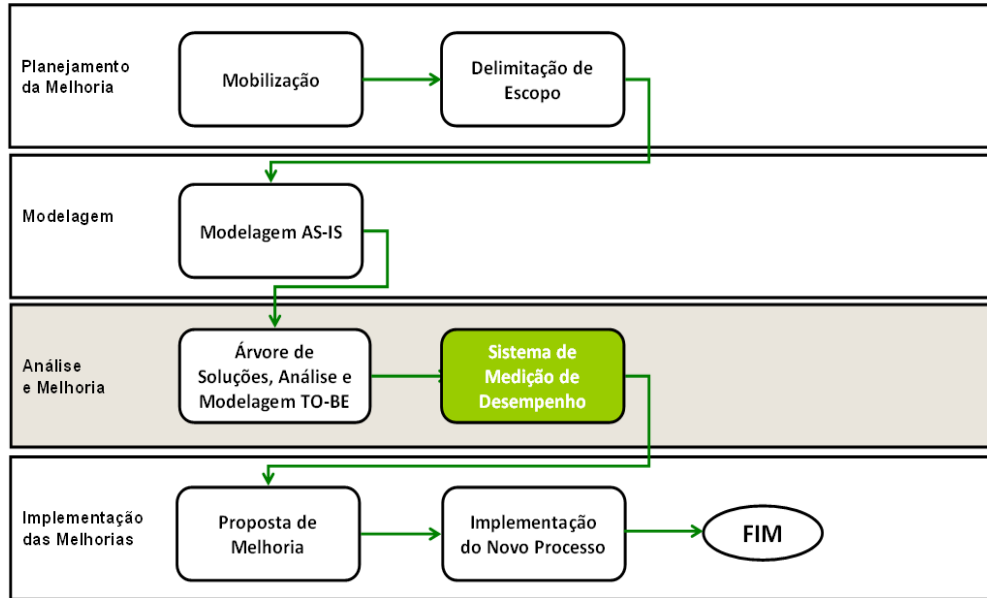 Planejamento
da Melhoria
Mobilização
Delimitação de
Escopo
Modelagem
Modelagem AS-IS
Análise
e Melhoria
Árvore de
Soluções, Análise e
Modelagem TO-BE
Sistema de
Medição de
Desempenho
Implementação
das Melhorias
Proposta de
Melhoria
Implementação
do Novo Processo
FIM